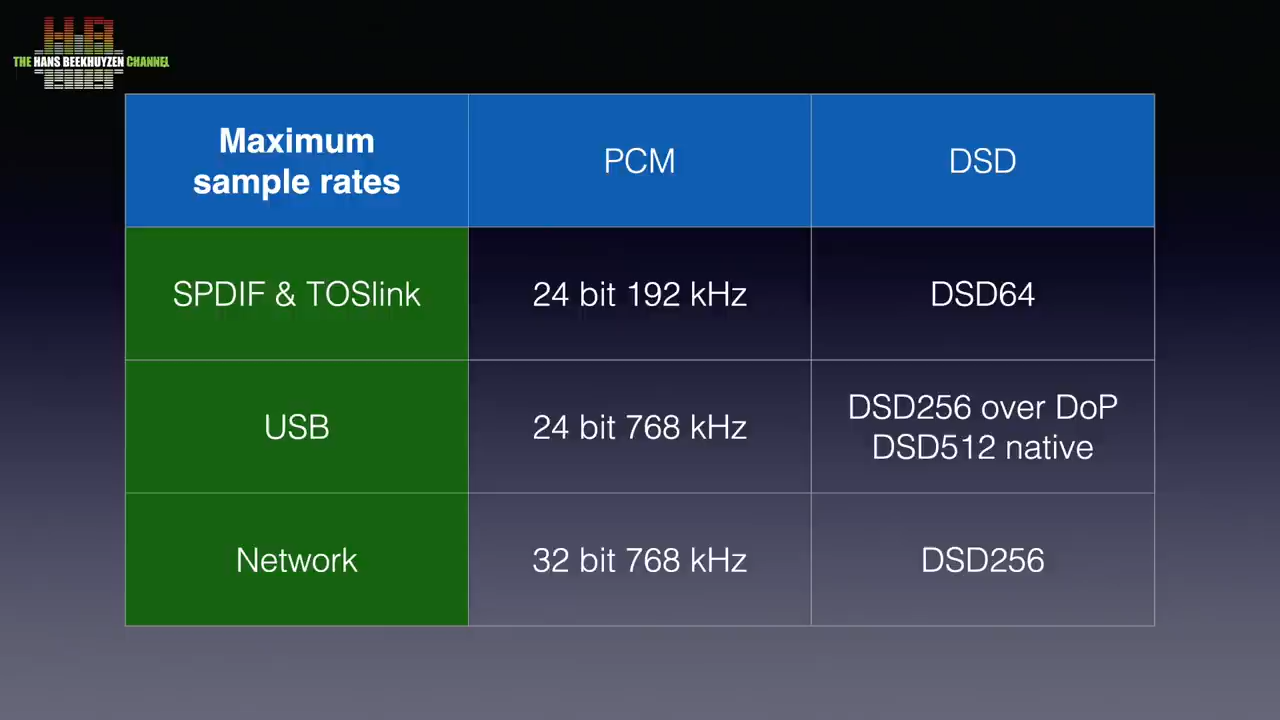 THE HANS BEEKHUYZEN CHANNEL
Maximum
sample rates
PCM
DSD
SPDIF & TOSlink
24 bit 192 kHz
DSD64
USB
24 bit 768 kHz
DSD256 over DoP
DSD512 native
Network
32 bit 768 kHz
DSD256